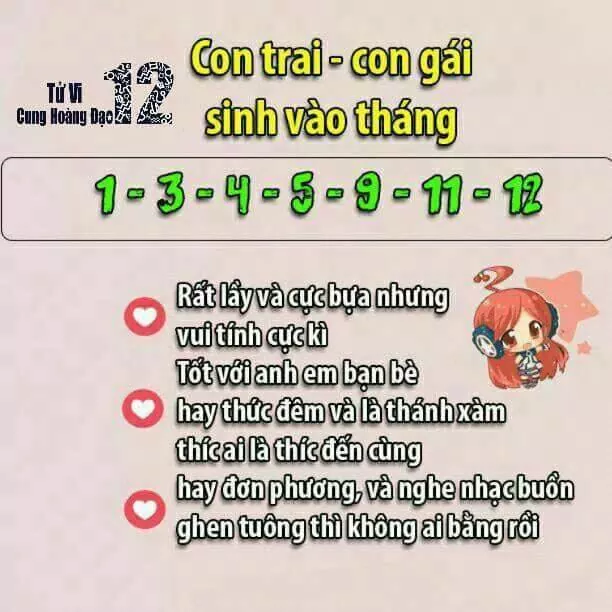 Tử Vi
Cung Hoàng Đạo 12
Con trai - con gái
sinh vào tháng
1 - 3 - 4 - 5 - 9 - 11 - 12
Rất lầy và cực bựa nhưng
vui tính cực kì
Tốt với anh em bạn bè
hay thức đêm và là thánh xàm
thíc ai là thíc đến cùng
hay đơn phương, và nghe nhạc buồn
ghen tuông thì không ai bằng rồi